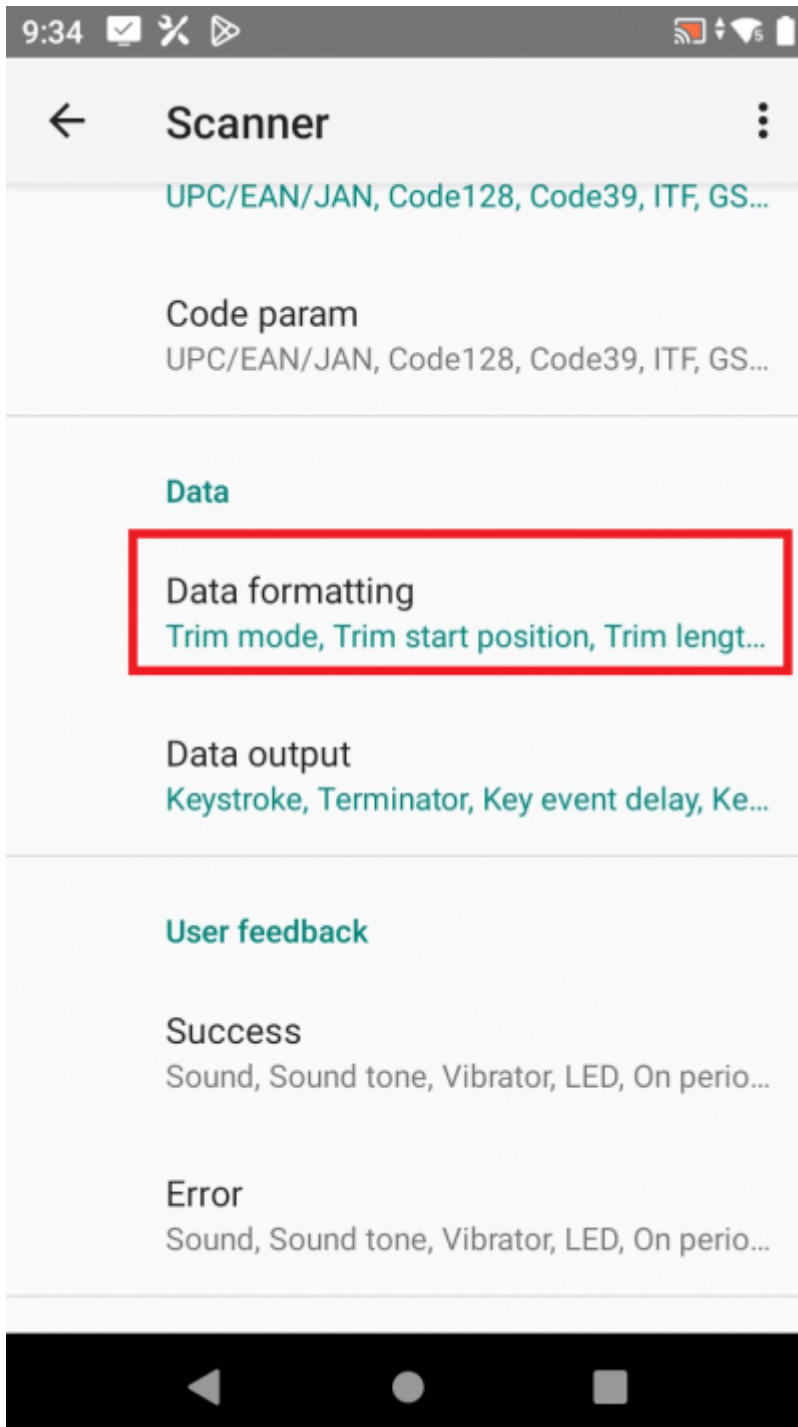 9:34
5
Scanner
UPC/EAN/JAN, Code128, Code39, ITF, GS...
Code param
UPC/EAN/JAN, Code128, Code39, ITF, GS...
Data
Data formatting
Trim mode, Trim start position, Trim lengt...
Data output
Keystroke, Terminator, Key event delay, Ke...
User feedback
Success
Sound, Sound tone, Vibrator, LED, On perio...
Error
Sound, Sound tone, Vibrator, LED, On perio...